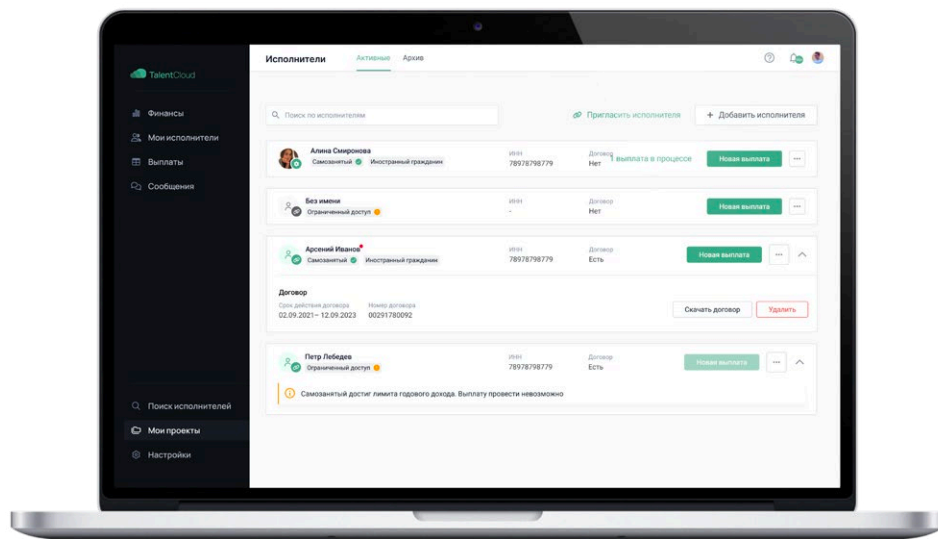 TalentCloud
Финансы
Мои исполнители
Выплаты
Сообщения
Поиск исполнителей
Мои проекты
Настройки
Исполнители Активные Архив
Поиск по исполнителям
Пригласить исполнителя
+ Добавить исполнителя
Алина Смиронова
Самозанятый Иностранный гражданин
ИНН
78978798779
Договор
Нет
1 выплата в процессе
Новая выплата
Без имени
Ограниченный доступ
ИНН
-
Договор
Нет
Новая выплата
Арсений Иванов
Самозанятый Иностранный гражданин
ИНН
78978798779
Договор
Есть
Новая выплата
Договор
Срок действия договора
02.09.2021– 12.09.2023
Номер договора
00291780092
Скачать договор
Удалить
Петр Лебедев
Ограниченный доступ
ИНН
78978798779
Договор
Есть
Новая выплата
Самозанятый достиг лимита годового дохода. Выплату провести невозможно